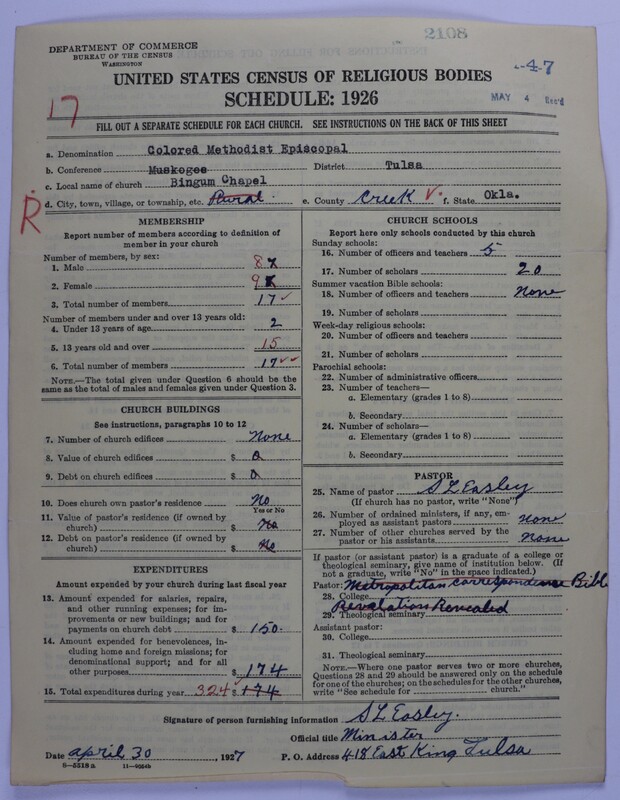 2108
DEPARTMENT OF COMMERCE
BUREAU OF THE CENSUS
WASHINGTON
-47
UNITED STATES CENSUS OF RELIGIOUS BODIES
SCHEDULE: 1926
MAY 4 Rec'd
17
FILL OUT A SEPARATE SCHEDULE FOR EACH CHURCH. SEE INSTRUCTIONS ON THE BACK OF THIS SHEET
a. Denomination Colored Methodist Episcopal
b. Conference Muskogee District Tulsa
c. Local name of church Bingum Chapel
d. City, town, village, or township, etc. Rural e. County Creek f. State Okla.
R
MEMBERSHIP
Report number of members according to definition of
member in your church
Number of members, by sex:
1. Male 8
2. Female 9
3. Total number of members 17
Number of members under and over 13 years old:
4. Under 13 years of age 2
5. 13 years old and over 15
6. Total number of members 17
NOTE.—The total given under Question 6 should be the
same as the total of males and females given under Question 3.
CHURCH BUILDINGS
See instructions, paragraphs 10 to 12
7. Number of church edifices None
8. Value of church edifices $ 0
9. Debt on church edifices $ 0
10. Does church own pastor's residence No
Yes or No
11. Value of pastor's residence (if owned by
church) $ No
12. Debt on pastor's residence (if owned by
church) $ No
EXPENDITURES
Amount expended by your church during last fiscal year
13. Amount expended for salaries, repairs,
and other running expenses; for im-
provements or new buildings; and for
payments on church debt $ 150.
14. Amount expended for benevolences, in-
cluding home and foreign missions; for
denominational support; and for all
other purposes $ 174
15. Total expenditures during year 324 $ 174
CHURCH SCHOOLS
Report here only schools conducted by this church
Sunday schools:
16. Number of officers and teachers 5
17. Number of scholars 20
Summer vacation Bible schools:
18. Number of officers and teachers None
19. Number of scholars
Week-day religious schools:
20. Number of officers and teachers
21. Number of scholars
Parochial schools:
22. Number of administrative officers
23. Number of teachers—
a. Elementary (grades 1 to 8)
b. Secondary
24. Number of scholars—
a. Elementary (grades 1 to 8)
b. Secondary
PASTOR
25. Name of pastor S L Easley
(If church has no pastor, write "None")
26. Number of ordained ministers, if any, em-
ployed as assistant pastors none
27. Number of other churches served by the
pastor or his assistants none
If pastor (or assistant pastor) is a graduate of a college or
theological seminary, give name of institution below. (If
not a graduate, write "No" in the space indicated.)
Pastor: Metropolitan correspondence Bible
28. College
Revelation Revealed
29. Theological seminary
Assistant pastor:
30. College
31. Theological seminary
NOTE.—Where one pastor serves two or more churches,
Questions 28 and 29 should be answered only on the schedule
for one of the churches; on the schedules for the other churches,
write "See schedule for church."
Signature of person furnishing information S L Easley.
Official title Minister
Date april 30, 1927 P. O. Address 418 East King Tulsa